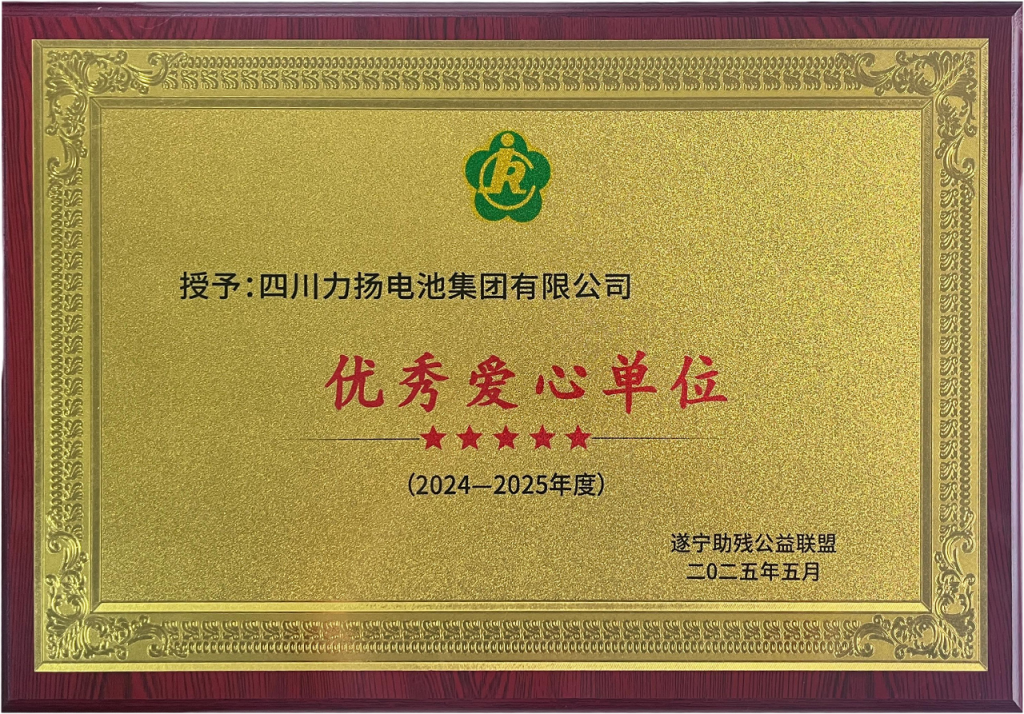 授予：四川力扬电池集团有限公司
优秀爱心单位
（2024—2025年度）
遂宁助残公益联盟
二0二五年五月